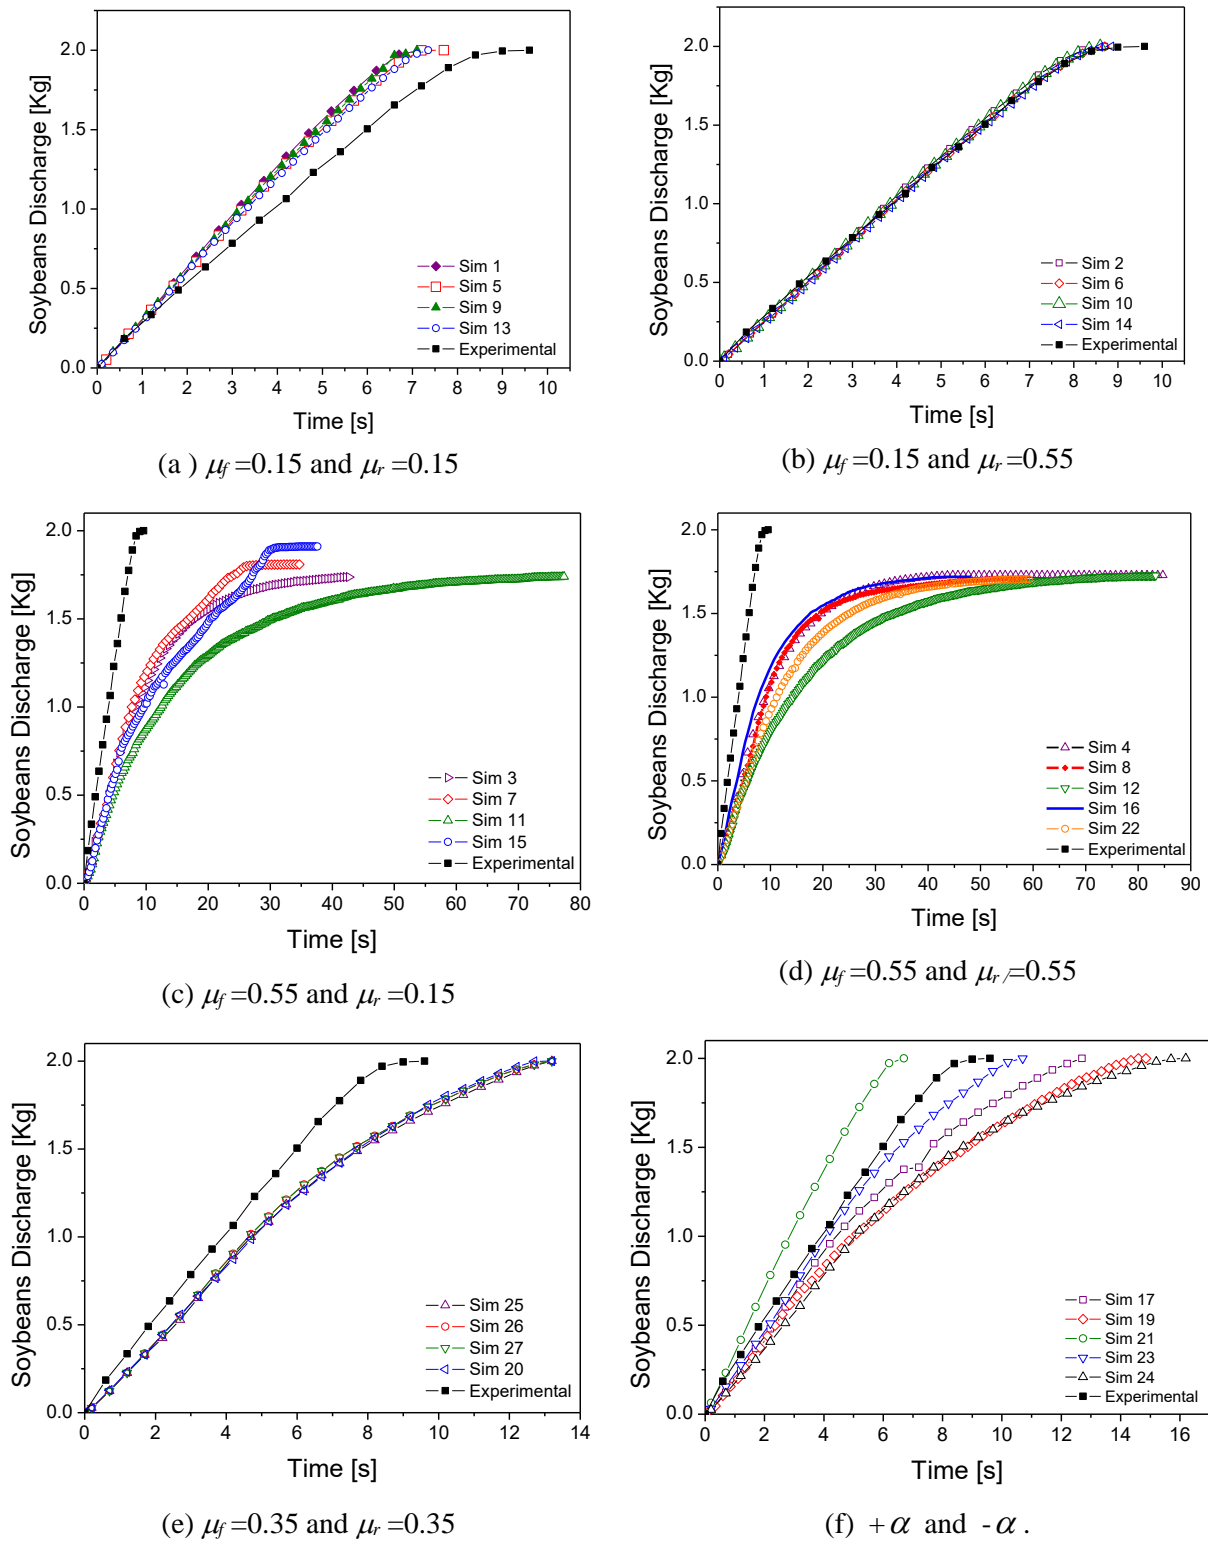 Soybeans Discharge [Kg]
2.0
1.5
1.0
0.5
0.0
0 1 2 3 4 5 6 7 8 9 10
Time [s]
Sim 1
Sim 5
Sim 9
Sim 13
Experimental
(a ) μf =0.15 and μr =0.15
Soybeans Discharge [Kg]
2.0
1.5
1.0
0.5
0.0
0 1 2 3 4 5 6 7 8 9 10
Time [s]
Sim 2
Sim 6
Sim 10
Sim 14
Experimental
(b) μf =0.15 and μr =0.55
Soybeans Discharge [Kg]
2.0
1.5
1.0
0.5
0.0
0 10 20 30 40 50 60 70 80
Time [s]
Sim 3
Sim 7
Sim 11
Sim 15
Experimental
(c) μf =0.55 and μr =0.15
Soybeans Discharge [Kg]
2.0
1.5
1.0
0.5
0.0
0 10 20 30 40 50 60 70 80 90
Time [s]
Sim 4
Sim 8
Sim 12
Sim 16
Sim 22
Experimental
(d) μf =0.55 and μr /=0.55
Soybeans Discharge [Kg]
2.0
1.5
1.0
0.5
0.0
0 2 4 6 8 10 12 14
Time [s]
Sim 25
Sim 26
Sim 27
Sim 20
Experimental
(e) μf =0.35 and μr =0.35
Soybeans Discharge [Kg]
2.0
1.5
1.0
0.5
0.0
0 2 4 6 8 10 12 14 16
Time [s]
Sim 17
Sim 19
Sim 21
Sim 23
Sim 24
Experimental
(f) +α and -α .